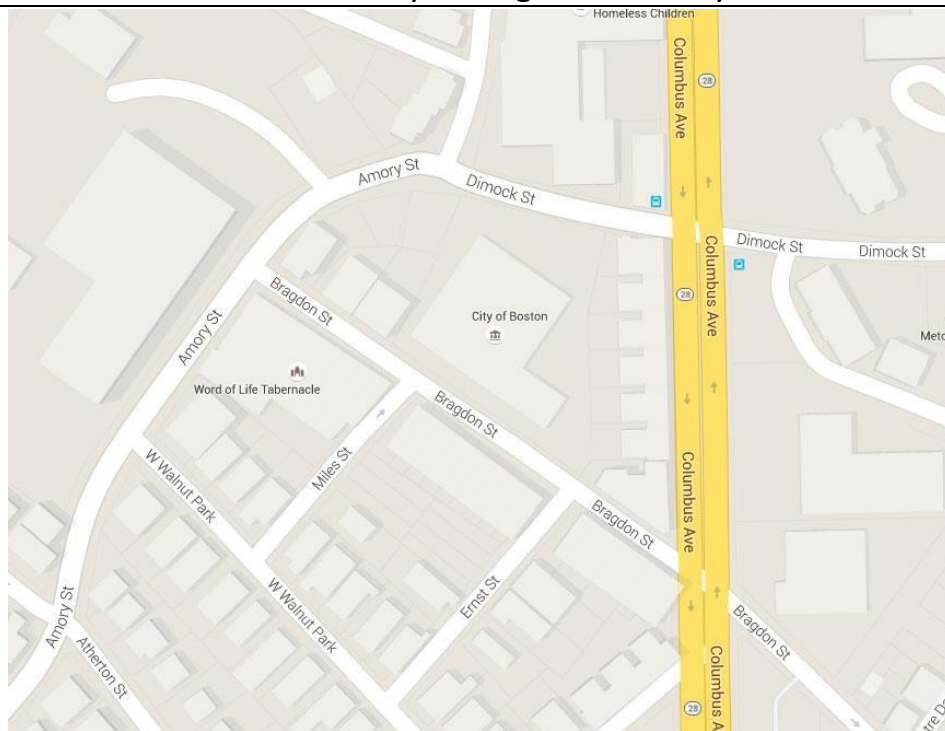 Homeless Children
Columbus Ave
28
Amory St
Dimock St
Columbus Ave
Dimock St
Dimock St
Bragdon St
28
City of Boston
Amory St
Word of Life Tabernacle
Bragdon St
Miles St
W Walnut Park
Columbus Ave
Bragdon St
W Walnut Park
Ernst St
Amory St
Atherton St
Bragdon St
Columbus A
28